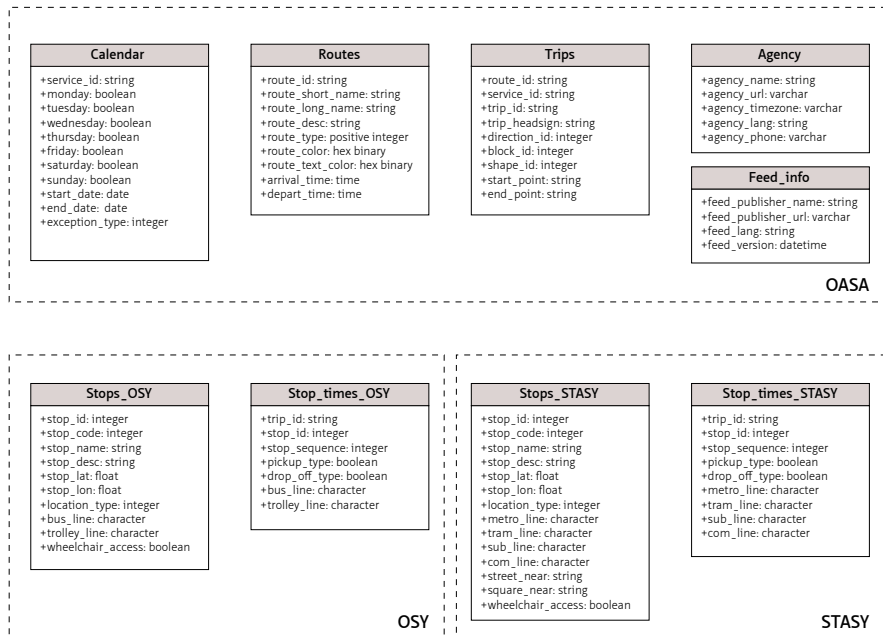 Calendar
+service_id: string
+monday: boolean
+tuesday: boolean
+wednesday: boolean
+thursday: boolean
+friday: boolean
+saturday: boolean
+sunday: boolean
+start_date: date
+end_date: date
+exception_type: integer
Routes
+route_id: string
+route_short_name: string
+route_long_name: string
+route_desc: string
+route_type: positive integer
+route_color: hex binary
+route_text_color: hex binary
+arrival_time: time
+depart_time: time
Trips
+route_id: string
+service_id: string
+trip_id: string
+trip_headsign: string
+direction_id: integer
+block_id: integer
+shape_id: integer
+start_point: string
+end_point: string
Agency
+agency_name: string
+agency_url: varchar
+agency_timezone: varchar
+agency_lang: string
+agency_phone: varchar
Feed_info
+feed_publisher_name: string
+feed_publisher_url: varchar
+feed_lang: string
+feed_version: datetime
OASA
Stops_OSY
+stop_id: integer
+stop_code: integer
+stop_name: string
+stop_desc: string
+stop_lat: float
+stop_lon: float
+location_type: integer
+bus_line: character
+trolley_line: character
+wheelchair_access: boolean
Stop_times_OSY
+trip_id: string
+stop_id: integer
+stop_sequence: integer
+pickup_type: boolean
+drop_off_type: boolean
+bus_line: character
+trolley_line: character
OSY
Stops_STASY
+stop_id: integer
+stop_code: integer
+stop_name: string
+stop_desc: string
+stop_lat: float
+stop_lon: float
+location_type: integer
+metro_line: character
+tram_line: character
+sub_line: character
+com_line: character
+street_near: string
+square_near: string
+wheelchair_access: boolean
Stop_times_STASY
+trip_id: string
+stop_id: integer
+stop_sequence: integer
+pickup_type: boolean
+drop_off_type: boolean
+metro_line: character
+tram_line: character
+sub_line: character
+com_line: character
STASY